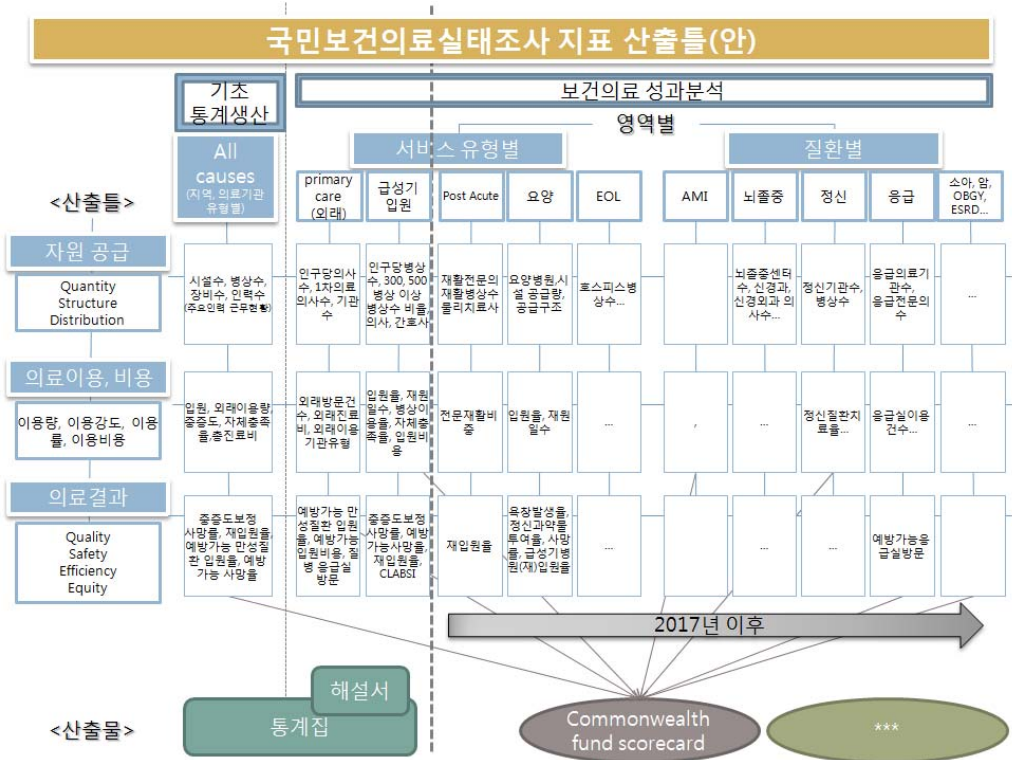 국민보건의료실태조사 지표 산출틀(안)
기초
통계생산
보건의료 성과분석
영역별
서비스 유형별
질환별
<산출틀>
All
causes
(지역, 의료기관
유형별)
primary
care
(외래)
급성기
입원
Post Acute
요양
EOL
AMI
뇌졸중
정신
응급
소아, 암,
OBGY,
ESRD...
자원 공급
Quantity
Structure
Distribution
시설수, 병상수,
장비수, 인력수
(주요인력 근무현황)
인구당의사
수, 1차의료
의사수, 기관
수
인구당병상
수, 300, 500
병상 이상
병상수 비율,
의사, 간호사
재활전문의
재활병상수
물리치료사
요양병원,시
설 공급량,
공급구조
호스피스병
상수...
뇌졸중센터
수, 신경과,
신경외과 의
사수...
정신기관수,
병상수
응급의료기
관수,
응급전문의
수
...
의료이용, 비용
이용량, 이용강도, 이용
률, 이용비용
입원, 외래이용량,
중증도, 자체충족
율,총진료비
외래방문건
수, 외래진료
비, 외래이용
기관유형
입원율, 재원
일수, 병상이
용율, 자체충
족율, 입원비
용
전문재활비
중
입원율, 재원
일수
...
,
...
정신질환치
료율...
응급실이용
건수...
...
의료결과
Quality
Safety
Efficiency
Equity
중증도보정
사망률, 재입원율,
예방가능 만성질
환 입원율, 예방
가능 사망율
예방가능 만
성질환 입원
율, 예방가능
입원비용, 질
병 응급실
방문
중증도보정
사망률, 예방
가능사망율,
재입원율,
CLABSI
재입원율
욕창발생율,
정신과약물
투여율, 사망
률, 급성기병
원(재)입원율
...
...
예방가능응
급실방문
...
2017년 이후
<산출물>
해설서
통계집
Commonwealth
fund scorecard
***